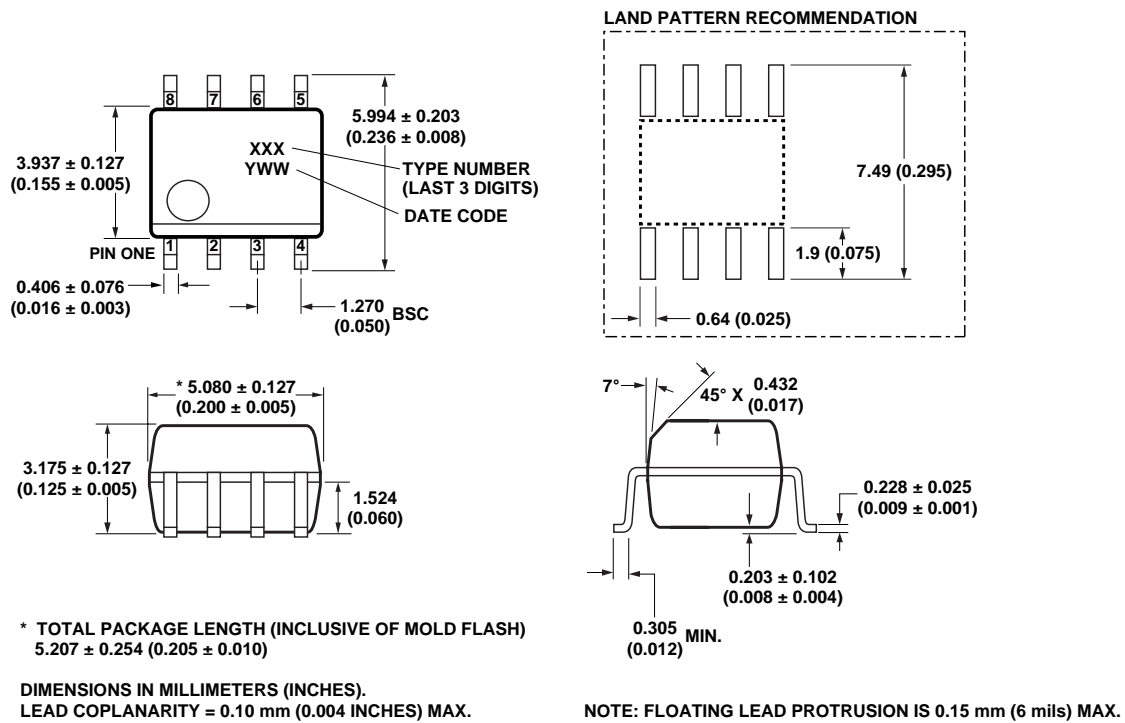 LAND PATTERN RECOMMENDATION
8 7 6 5
5.994 ± 0.203
(0.236 ± 0.008)
3.937 ± 0.127
(0.155 ± 0.005)
XXX
YWW
TYPE NUMBER
(LAST 3 DIGITS)
DATE CODE
7.49 (0.295)
PIN ONE
1 2 3 4
1.9 (0.075)
0.406 ± 0.076
(0.016 ± 0.003)
1.270
(0.050)
BSC
0.64 (0.025)
* 5.080 ± 0.127
(0.200 ± 0.005)
3.175 ± 0.127
(0.125 ± 0.005)
1.524
(0.060)
7°
45° X
0.432
(0.017)
0.228 ± 0.025
(0.009 ± 0.001)
0.203 ± 0.102
(0.008 ± 0.004)
0.305
(0.012)
MIN.
* TOTAL PACKAGE LENGTH (INCLUSIVE OF MOLD FLASH)
5.207 ± 0.254 (0.205 ± 0.010)
DIMENSIONS IN MILLIMETERS (INCHES).
LEAD COPLANARITY = 0.10 mm (0.004 INCHES) MAX.
NOTE: FLOATING LEAD PROTRUSION IS 0.15 mm (6 mils) MAX.